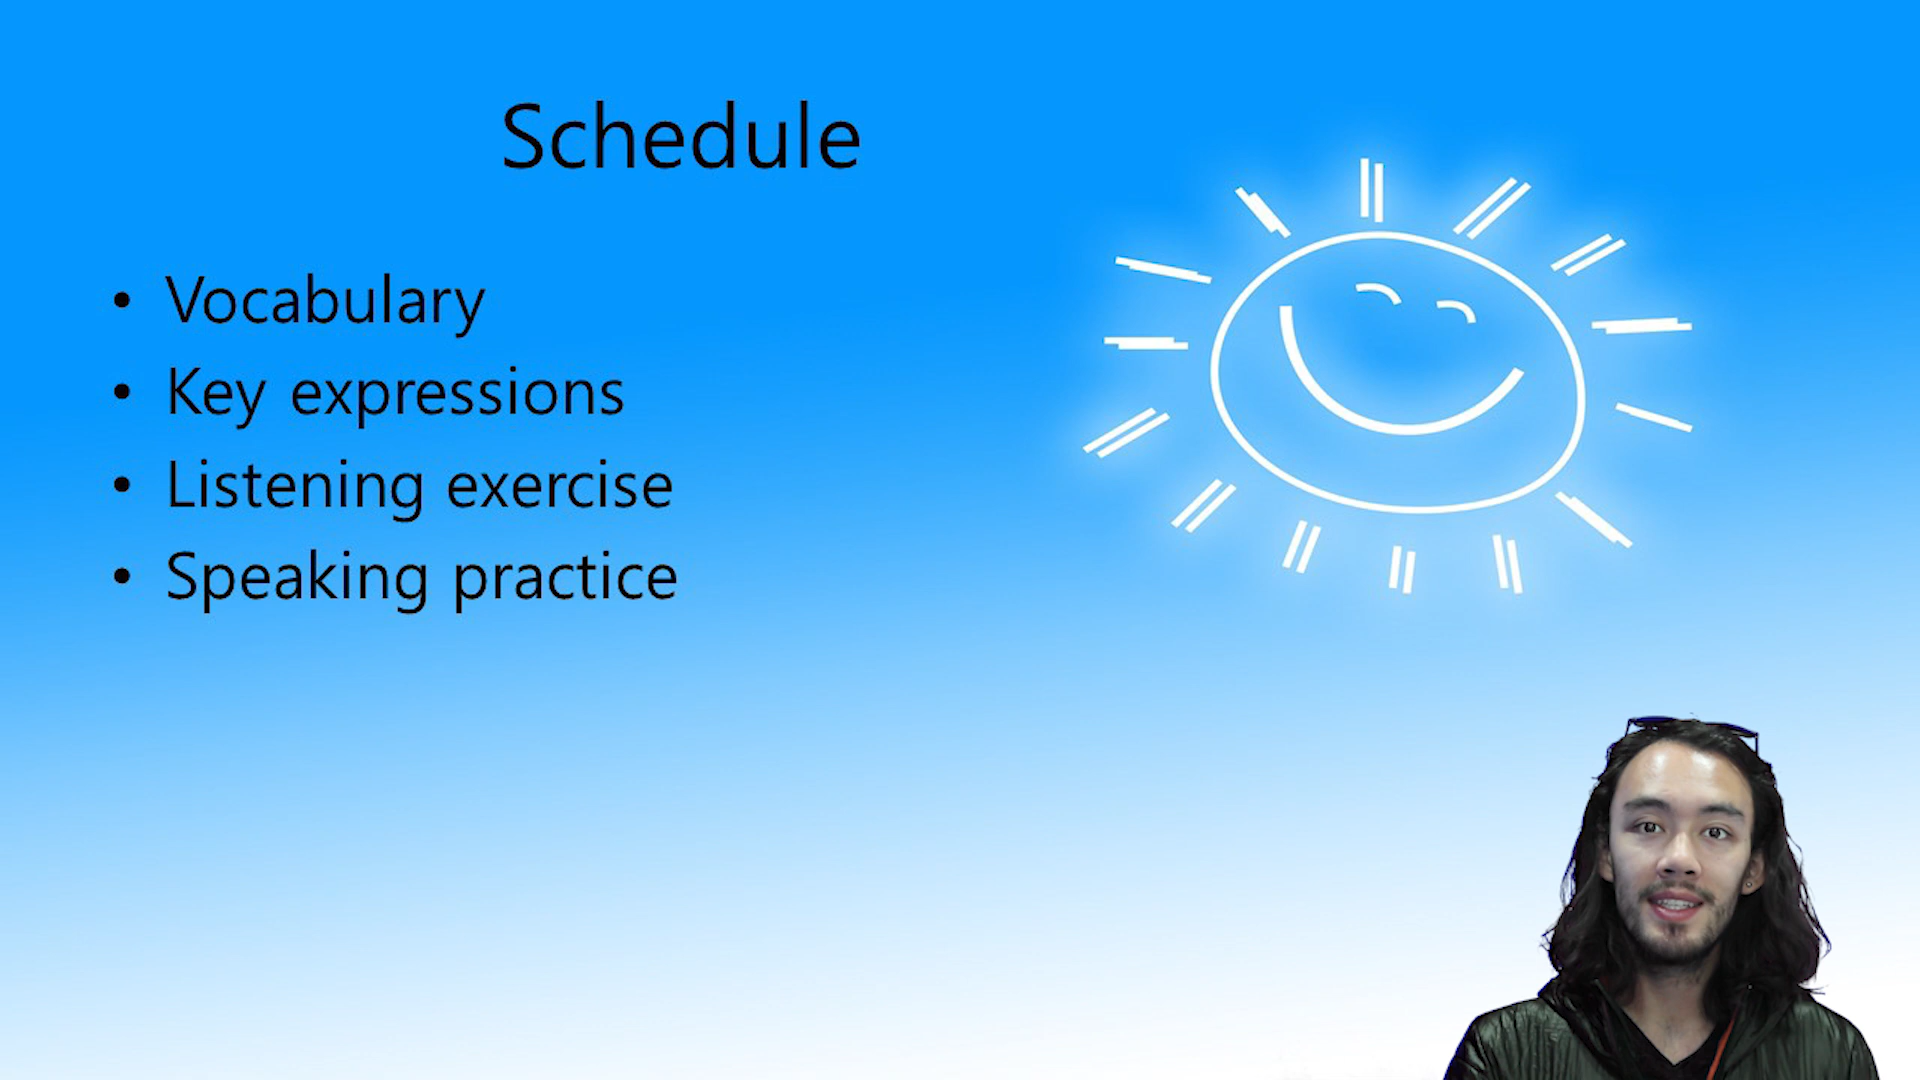 Schedule
• Vocabulary
• Key expressions
• Listening exercise
• Speaking practice